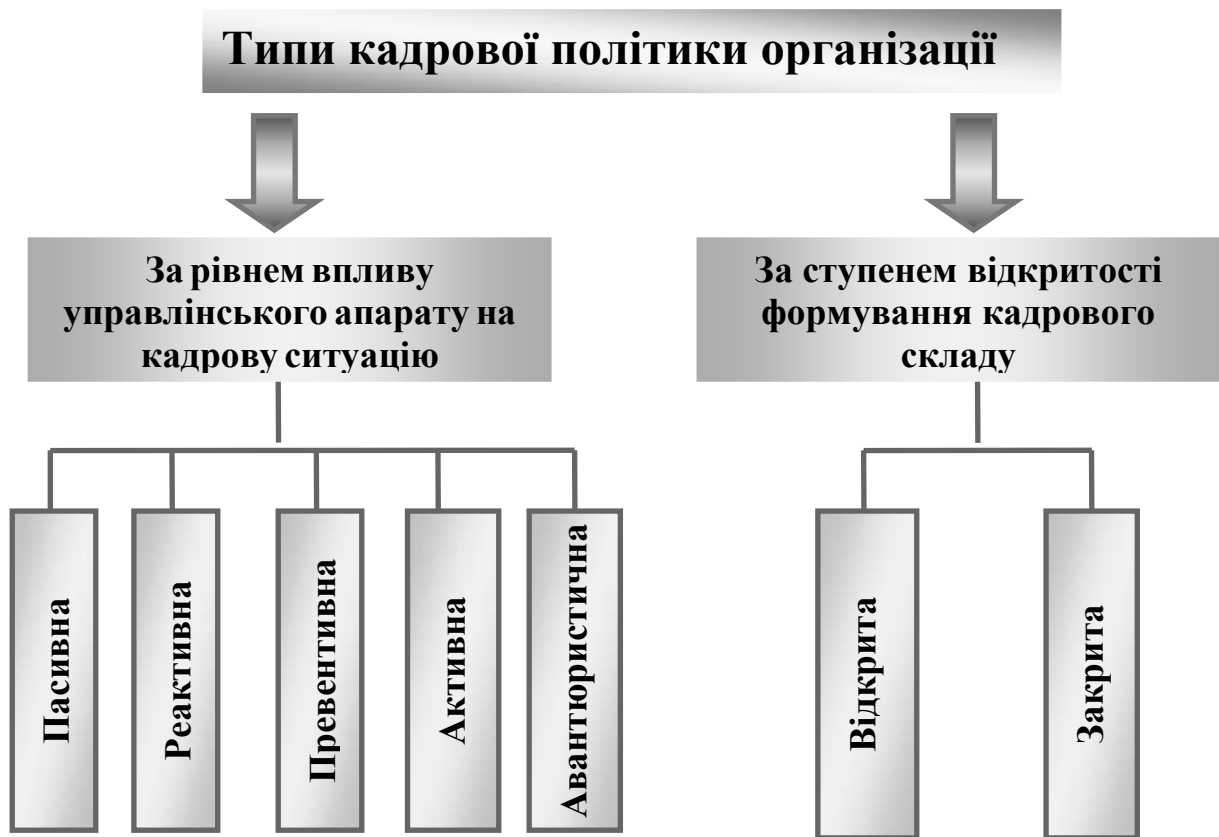 Типи кадрової політики організації
За рівнем впливу
управлінського апарату на
кадрову ситуацію
За ступенем відкритості
формування кадрового
складу
Пасивна
Реактивна
Превентивна
Активна
Авантюристична
Відкрита
Закрита